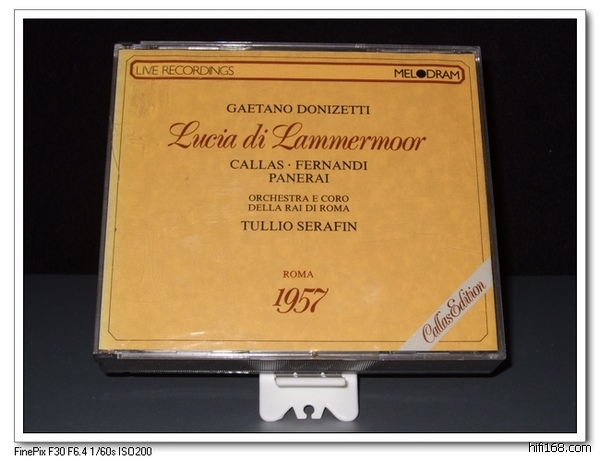 LIVE RECORDINGS
MELODRAM
GAETANO DONIZETTI
Lucia di Lammermoor
CALLAS · FERNANDI
PANERAI
ORCHESTRA E CORO
DELLA RAI DI ROMA
TULLIO SERAFIN
ROMA
1957
Callas Edition
FinePix F30 F6.4 1/60s ISO200
hifi168.com